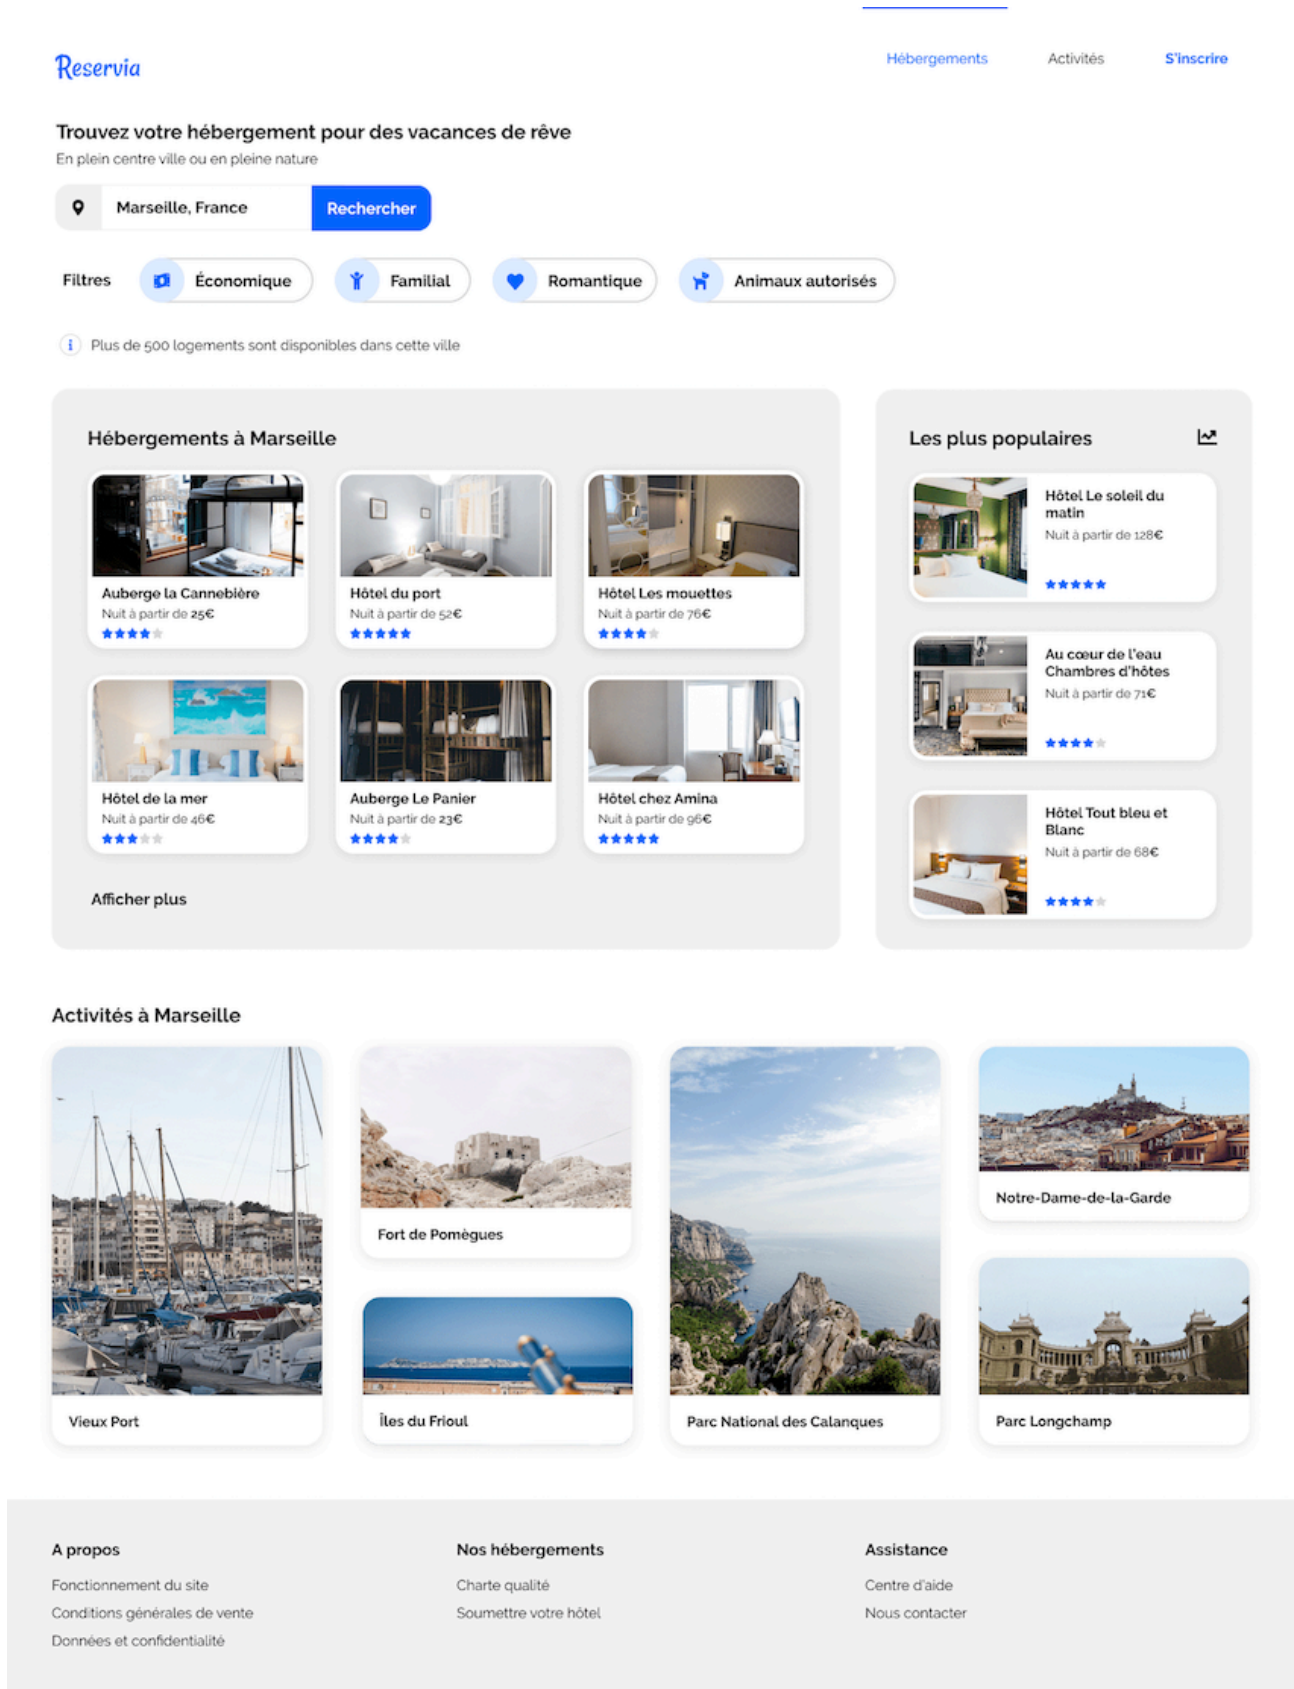 Reservia
Hébergements
Activités
S'inscrire
Trouvez votre hébergement pour des vacances de rêve
En plein centre ville ou en pleine nature
Marseille, France
Rechercher
Filtres
Économique
Familial
Romantique
Animaux autorisés
Plus de 500 logements sont disponibles dans cette ville
Hébergements à Marseille
Auberge la Cannebière
Nuit à partir de 25€
Hôtel du port
Nuit à partir de 52€
Hôtel Les mouettes
Nuit à partir de 76€
Hôtel de la mer
Nuit à partir de 46€
Auberge Le Panier
Nuit à partir de 23€
Hôtel chez Amina
Nuit à partir de 96€
Afficher plus
Les plus populaires
Hôtel Le soleil du
matin
Nuit à partir de 128€
Au cœur de l'eau
Chambres d'hôtes
Nuit à partir de 71€
Hôtel Tout bleu et
Blanc
Nuit à partir de 68€
Activités à Marseille
Vieux Port
Fort de Pomègues
Îles du Frioul
Parc National des Calanques
Notre-Dame-de-la-Garde
Parc Longchamp
A propos
Fonctionnement du site
Conditions générales de vente
Données et confidentialité
Nos hébergements
Charte qualité
Soumettre votre hôtel
Assistance
Centre d'aide
Nous contacter